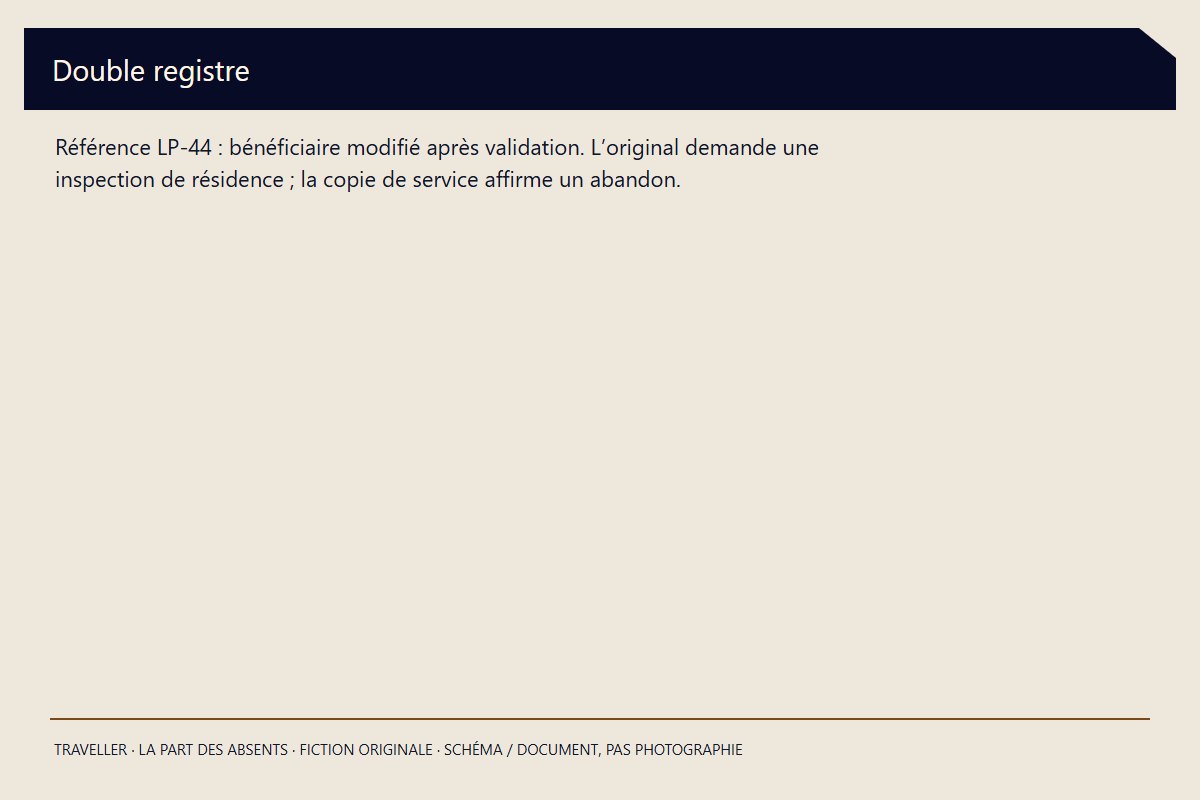 Double registre
Référence LP-44 : bénéficiaire modifié après validation. L’original demande une
inspection de résidence ; la copie de service affirme un abandon.
TRAVELLER · LA PART DES ABSENTS · FICTION ORIGINALE · SCHÉMA / DOCUMENT, PAS PHOTOGRAPHIE